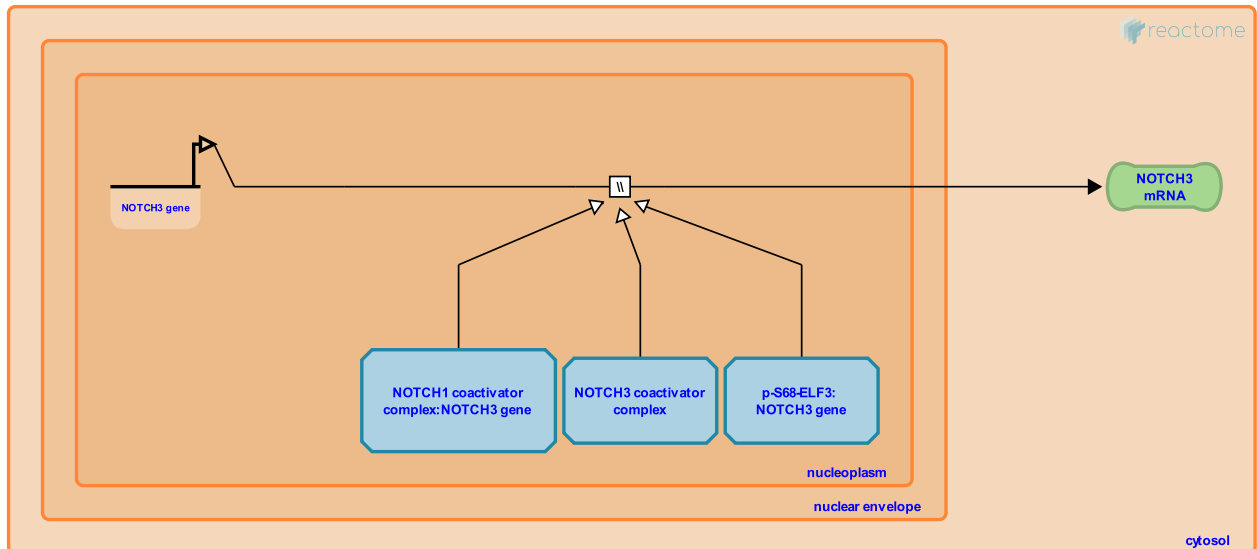 reactome
NOTCH3 gene
\\
NOTCH3
mRNA
NOTCH1 coactivator
complex:NOTCH3 gene
NOTCH3 coactivator
complex
p-S68-ELF3:
NOTCH3 gene
nucleoplasm
nuclear envelope
cytosol